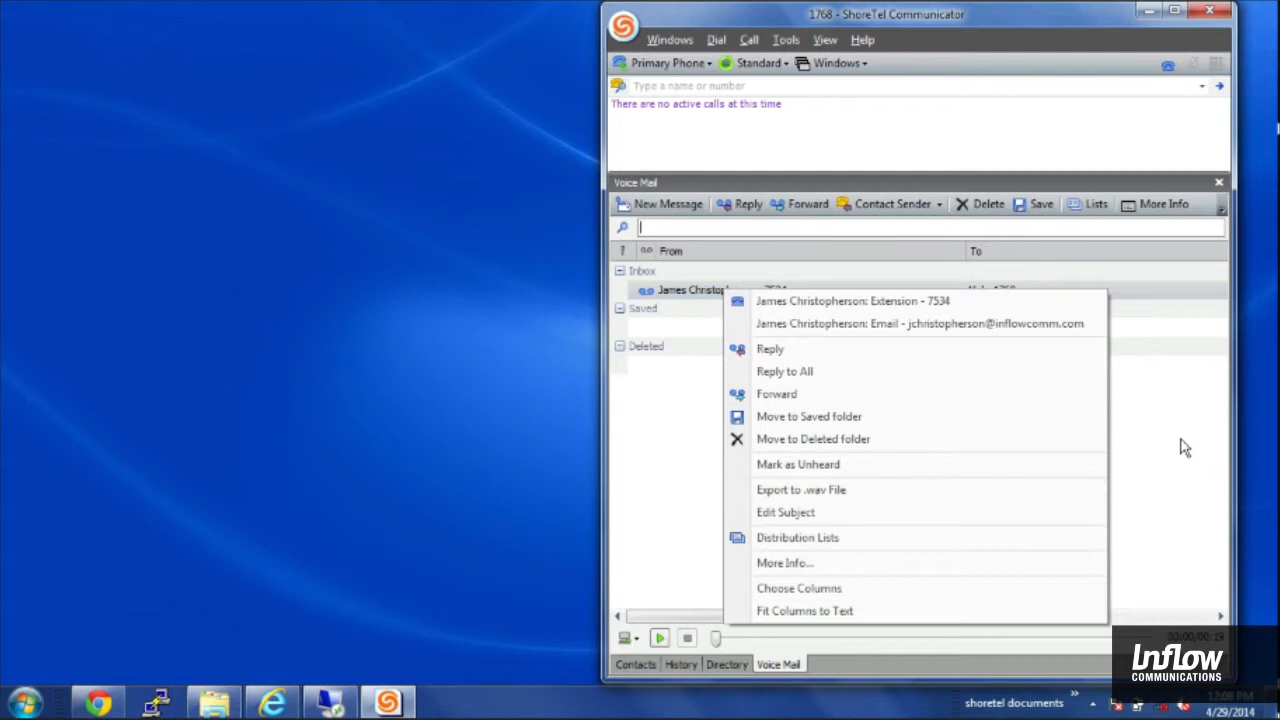 1768 - ShoreTel Communicator
Windows Dial Call Tools View Help
Primary Phone Standard Windows
Type a name or number
There are no active calls at this time
Voice Mail
New Message Reply Forward Contact Sender Delete Save Lists More Info
From To
Inbox
James Christop
Saved
Deleted
James Christopherson: Extension - 7534
James Christopherson: Email - jchristopherson@inflowcomm.com
Reply
Reply to All
Forward
Move to Saved folder
Move to Deleted folder
Mark as Unheard
Export to .wav File
Edit Subject
Distribution Lists
More Info...
Choose Columns
Fit Columns to Text
Contacts History Directory Voice Mail
Inflow
COMMUNICATIONS
shoretel documents
12:08 PM
4/29/2014